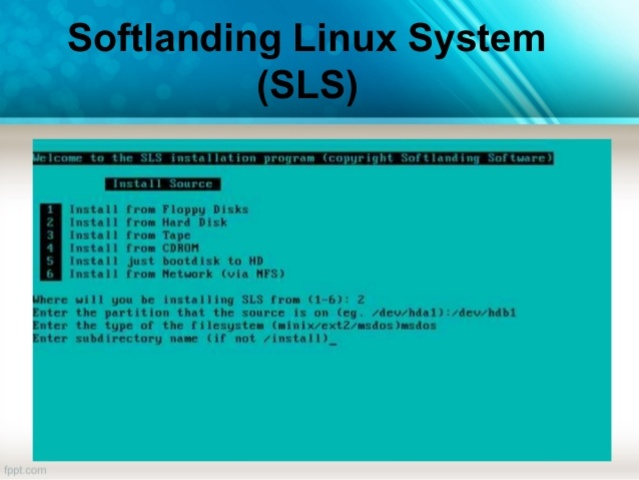 Softlanding Linux System
(SLS)
Welcome to the SLS installation program (copyright Softlanding Software)
Install Source
1 Install from Floppy Disks
2 Install from Hard Disk
3 Install from Tape
4 Install from CDROM
5 Install just bootdisk to HD
6 Install from Network (via NFS)
Where will you be installing SLS from (1-6): 2
Enter the partition that the source is on (eg. /dev/hda1):/dev/hdb1
Enter the type of the filesystem (minix/ext2/msdos)msdos
Enter subdirectory name (if not /install)_
fppt.com